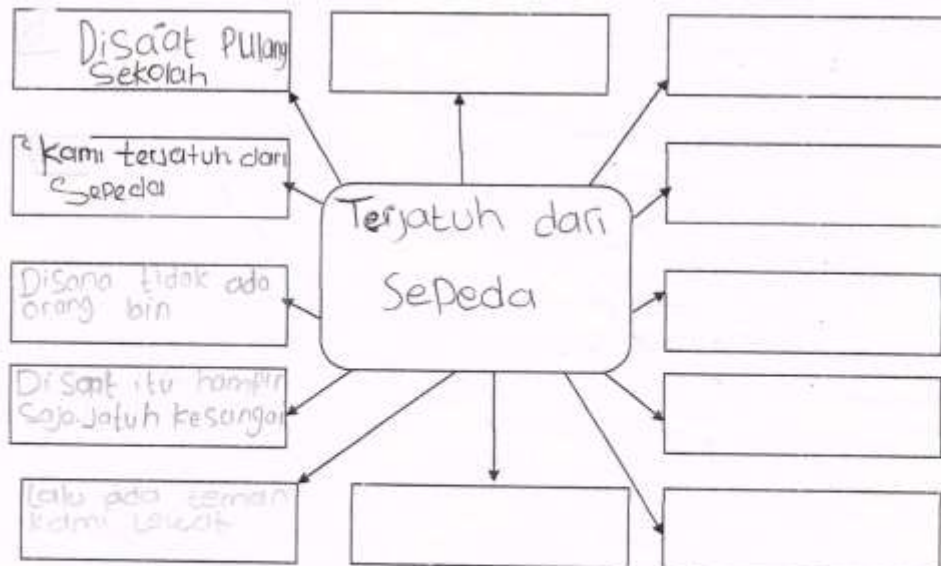 Disaat Pulang
Sekolah
Kami terjatuh dari
Sepeda
Disana tidak ada
orang bin
Di saat itu hampir
saja jatuh kesungai
Lalu ada teman
kami lewat
Terjatuh dari
Sepeda